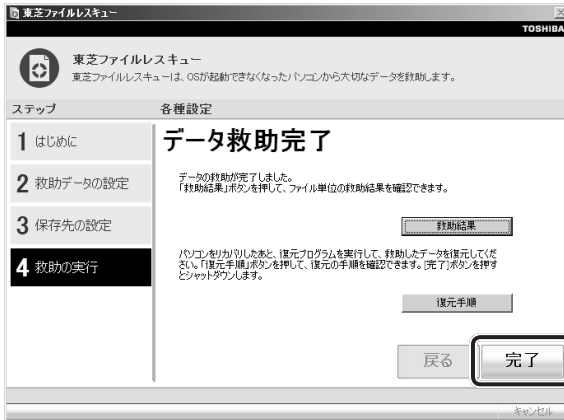 東芝ファイルレスキュー
TOSHIBA
東芝ファイルレスキュー
東芝ファイルレスキューは、OSが起動できなくなったパソコンから大切なデータを救助します。
ステップ
各種設定
1 はじめに
2 救助データの設定
3 保存先の設定
4 救助の実行
データ救助完了
データの救助が完了しました。
「救助結果」ボタンを押して、ファイル単位の救助結果を確認できます。
救助結果
パソコンをリカバリしたあと、復元プログラムを実行して、救助したデータを復元してくだ
さい。「復元手順」ボタンを押して、復元の手順を確認できます。[完了]ボタンを押す
とシャットダウンします。
復元手順
戻る
完了
キャンセル